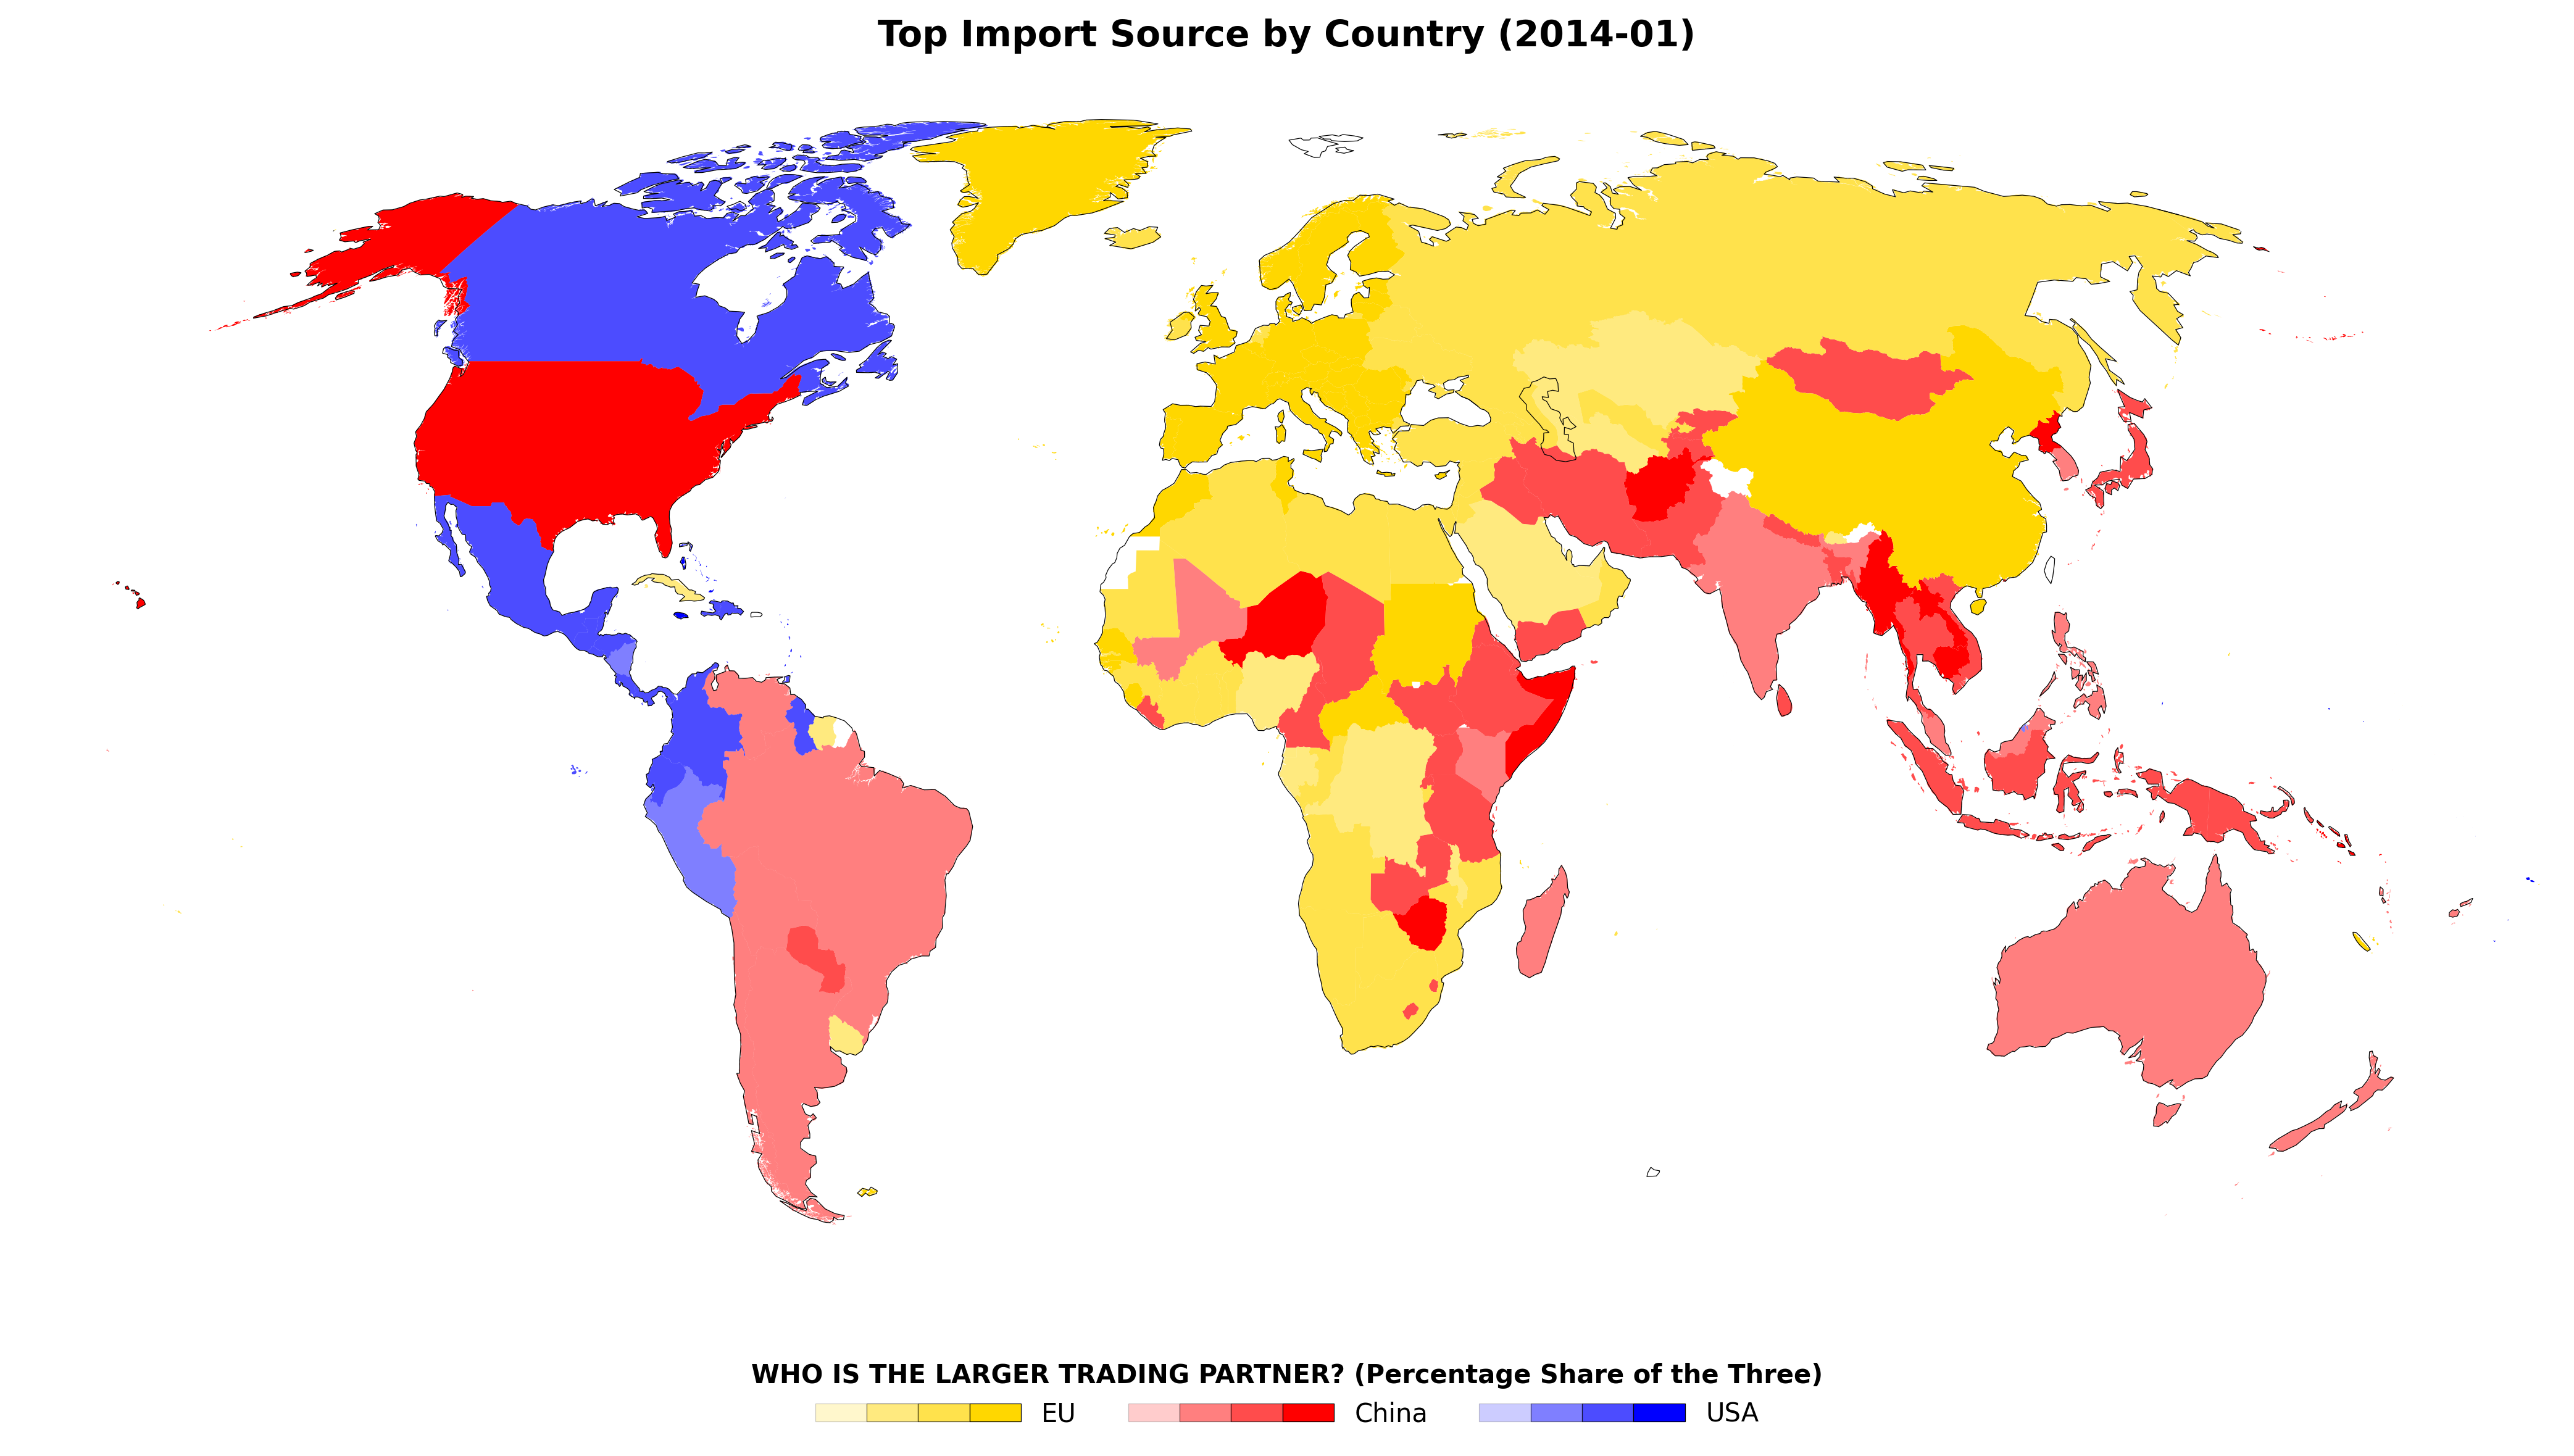 Top Import Source by Country (2014-01)
WHO IS THE LARGER TRADING PARTNER? (Percentage Share of the Three)
EU China USA